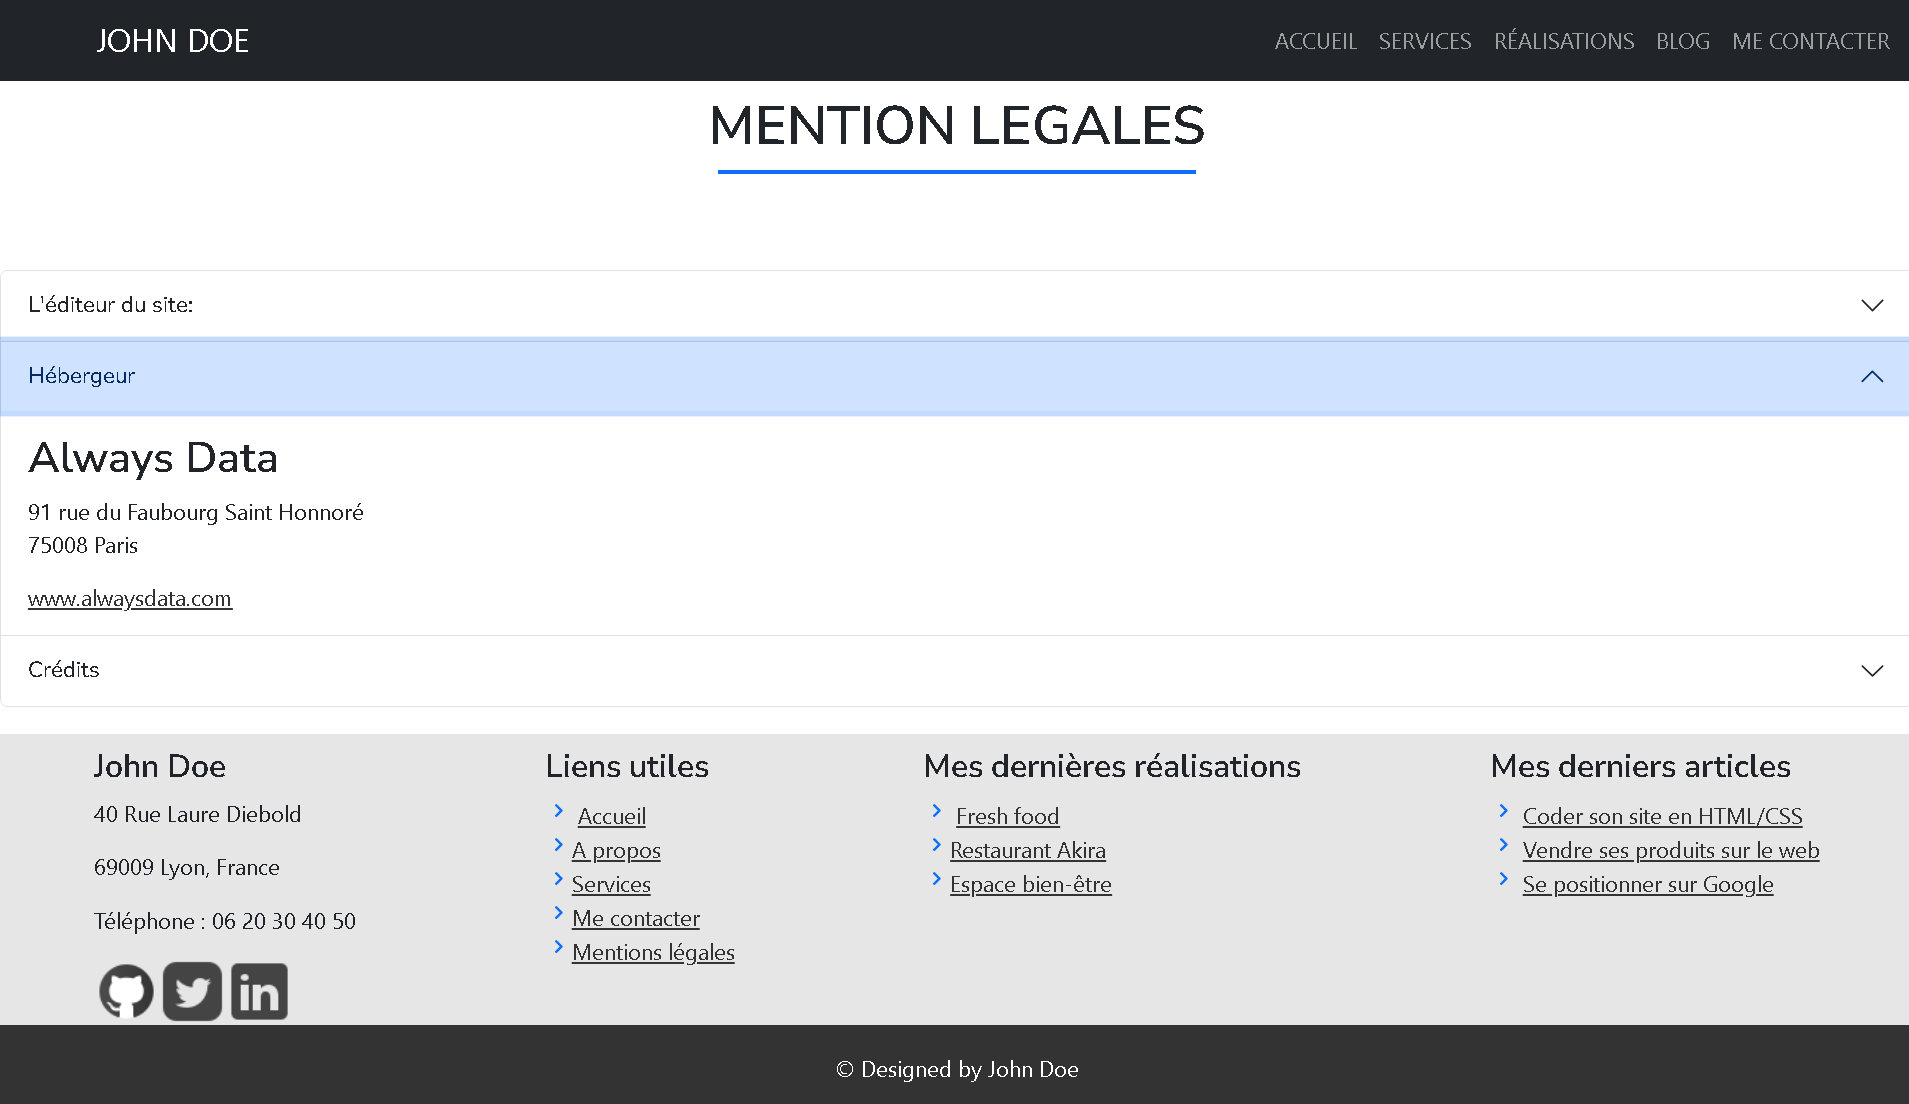 JOHN DOE
ACCUEIL SERVICES RÉALISATIONS BLOG ME CONTACTER
MENTION LEGALES
L'éditeur du site:
Hébergeur
Always Data
91 rue du Faubourg Saint Honnoré
75008 Paris
www.alwaysdata.com
Crédits
John Doe
40 Rue Laure Diebold
69009 Lyon, France
Téléphone : 06 20 30 40 50
in
Liens utiles
Accueil
A propos
Services
Me contacter
Mentions légales
Mes dernières réalisations
Fresh food
Restaurant Akira
Espace bien-être
Mes derniers articles
Coder son site en HTML/CSS
Vendre ses produits sur le web
Se positionner sur Google
© Designed by John Doe